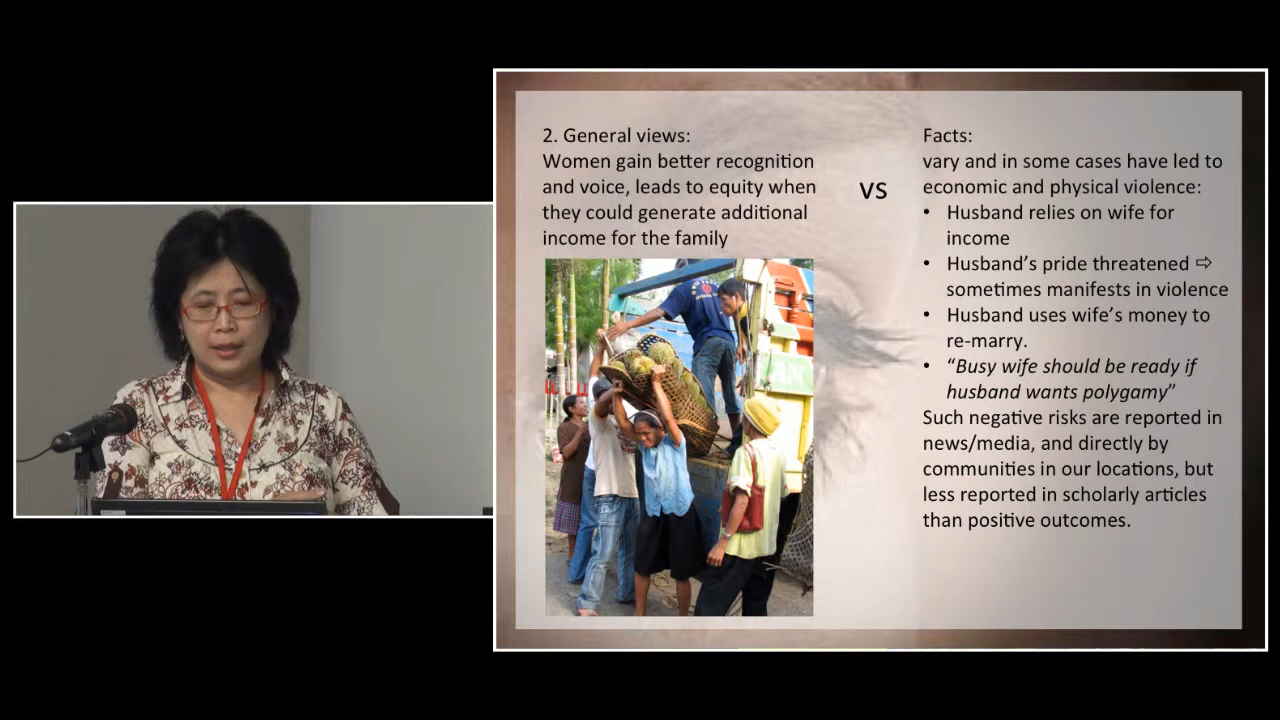 2. General views:
Women gain better recognition
and voice, leads to equity when
they could generate additional
income for the family
vs
Facts:
vary and in some cases have led to
economic and physical violence:
• Husband relies on wife for
income
• Husband’s pride threatened ⇨
sometimes manifests in violence
• Husband uses wife’s money to
re-marry.
• “Busy wife should be ready if
husband wants polygamy”
Such negative risks are reported in
news/media, and directly by
communities in our locations, but
less reported in scholarly articles
than positive outcomes.